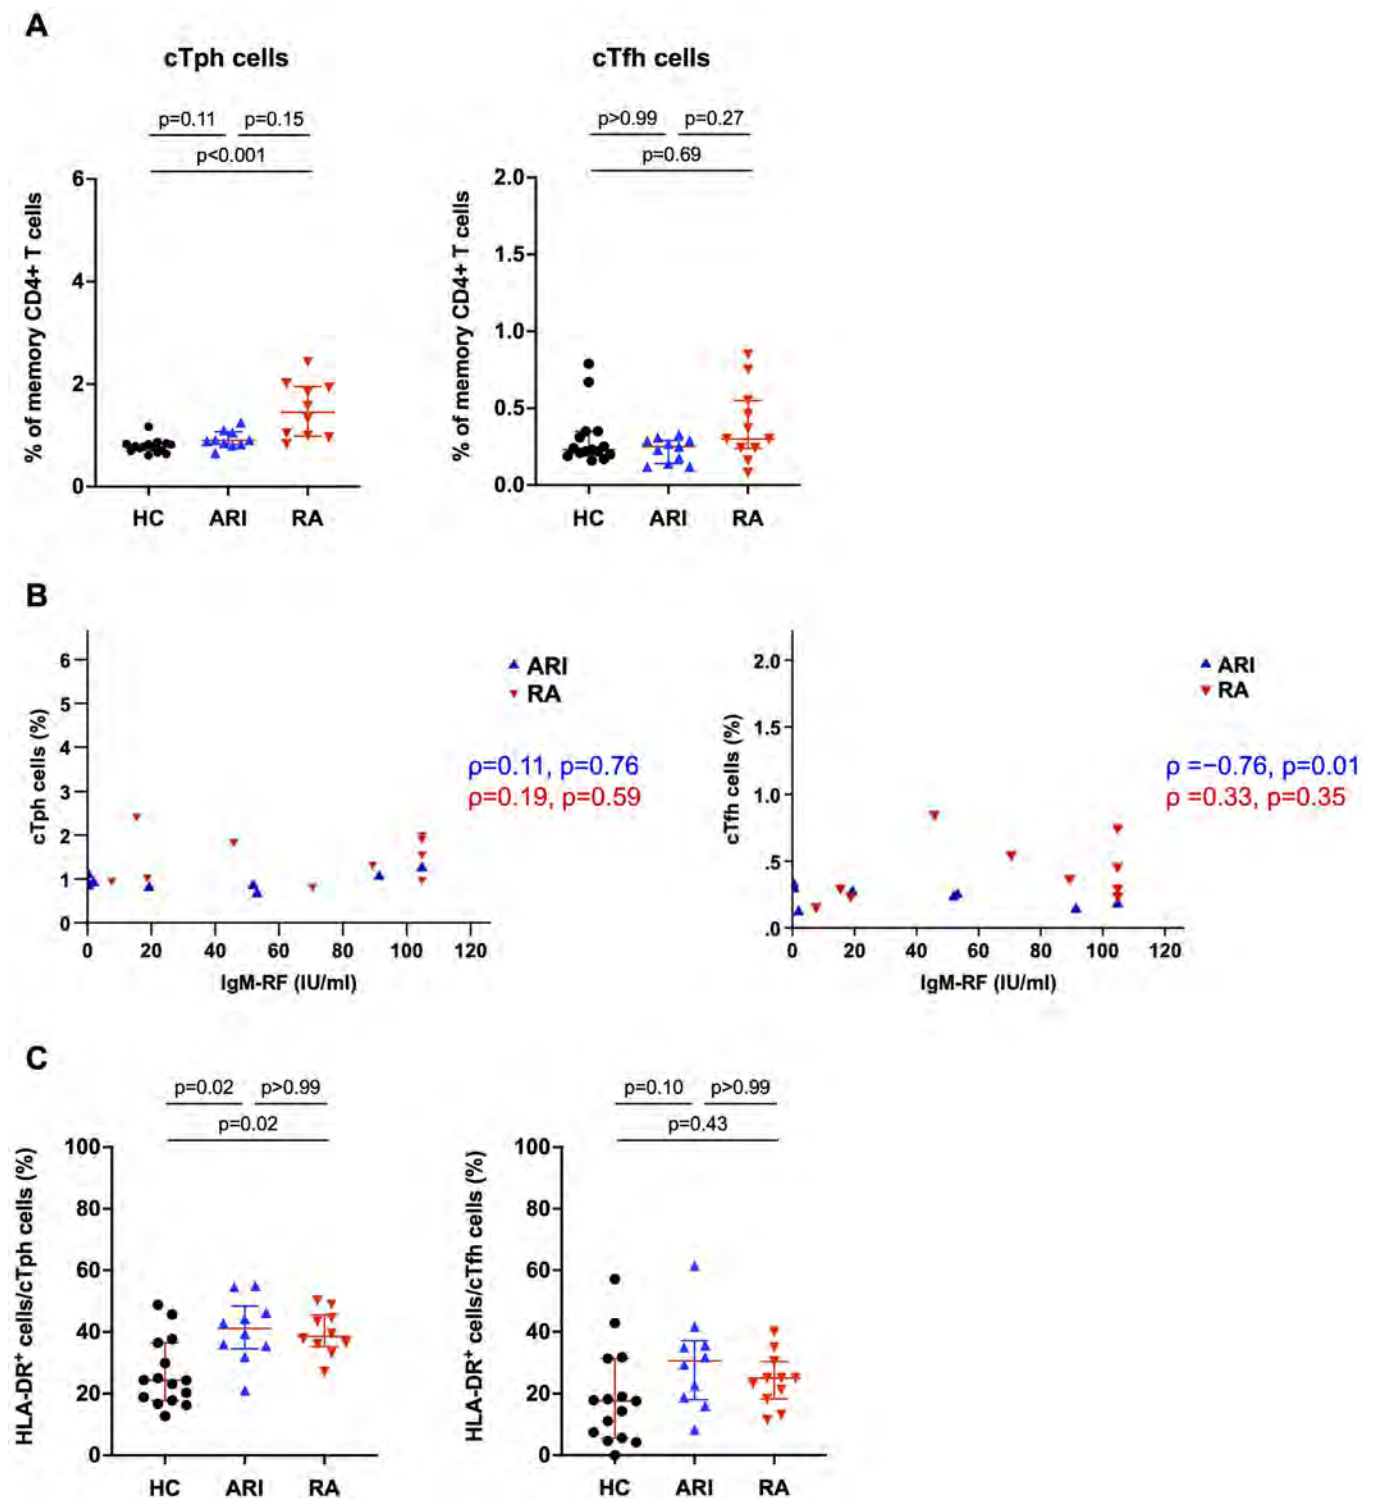 A
cTph cells
cTfh cells
p=0.11 p=0.15
p<0.001
p>0.99 p=0.27
p=0.69
% of memory CD4+ T cells
6
4
2
0
HC ARI RA
% of memory CD4+ T cells
2.0
1.5
1.0
0.5
0.0
HC ARI RA
B
cTph cells (%)
6
5
4
3
2
1
0
0 20 40 60 80 100 120
IgM-RF (IU/ml)
ARI
RA
ρ=0.11, p=0.76
ρ=0.19, p=0.59
cTfh cells (%)
2.0
1.5
1.0
.5
.0
0 20 40 60 80 100 120
IgM-RF (IU/ml)
ARI
RA
ρ =−0.76, p=0.01
ρ =0.33, p=0.35
C
p=0.02 p>0.99
p=0.02
HLA-DR⁺ cells/cTph cells (%)
100
80
60
40
20
0
HC ARI RA
p=0.10 p>0.99
p=0.43
HLA-DR⁺ cells/cTfh cells (%)
100
80
60
40
20
0
HC ARI RA